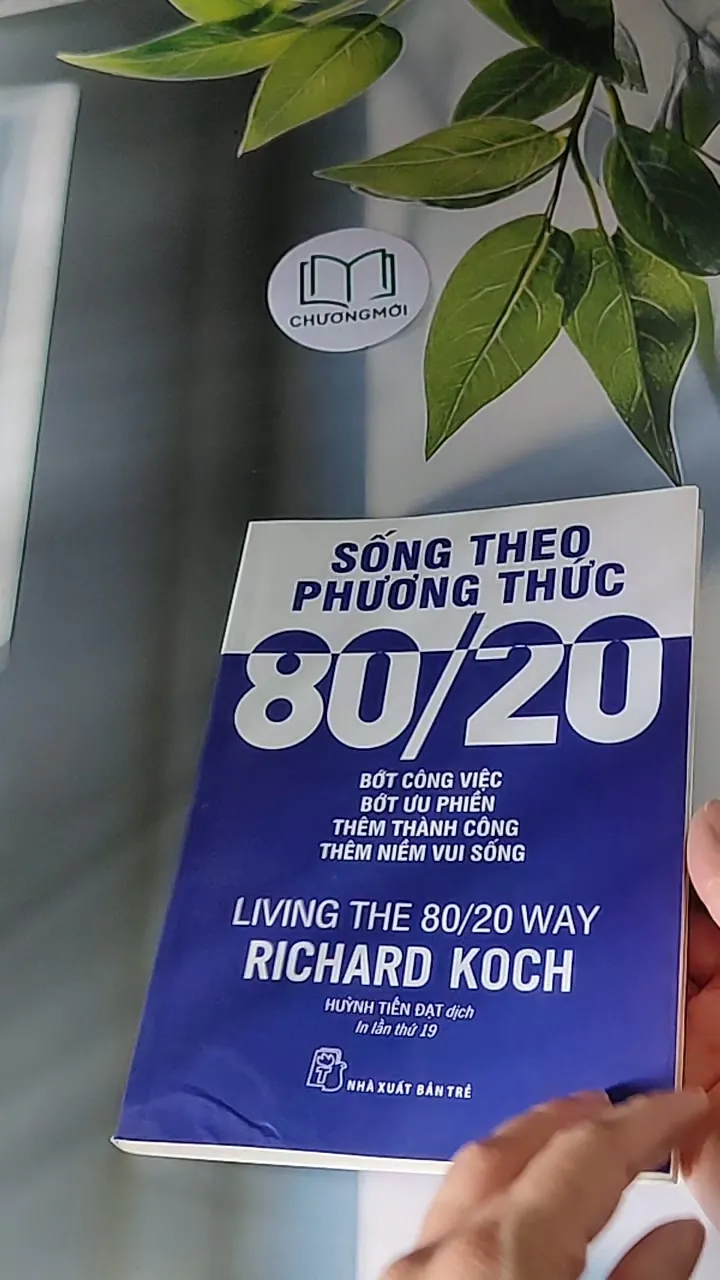 CHƯƠNGMỚI
SỐNG THEO
PHƯƠNG THỨC
80/20
BỚT CÔNG VIỆC
BỚT ƯU PHIỀN
THÊM THÀNH CÔNG
THÊM NIỀM VUI SỐNG
LIVING THE 80/20 WAY
RICHARD KOCH
HUỲNH TIẾN ĐẠT dịch
In lần thứ 19
NHÀ XUẤT BẢN TRẺ